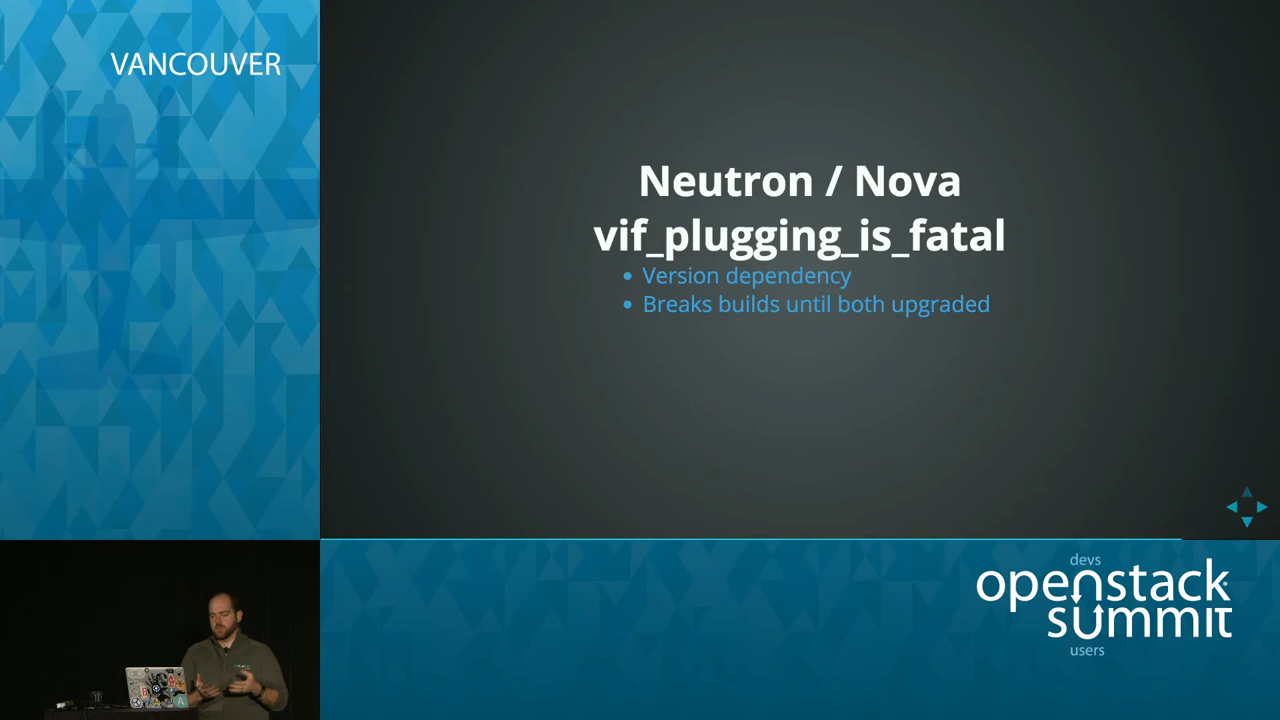 VANCOUVER
Neutron / Nova
vif_plugging_is_fatal
Version dependency
Breaks builds until both upgraded
devs
openstack
summit
users